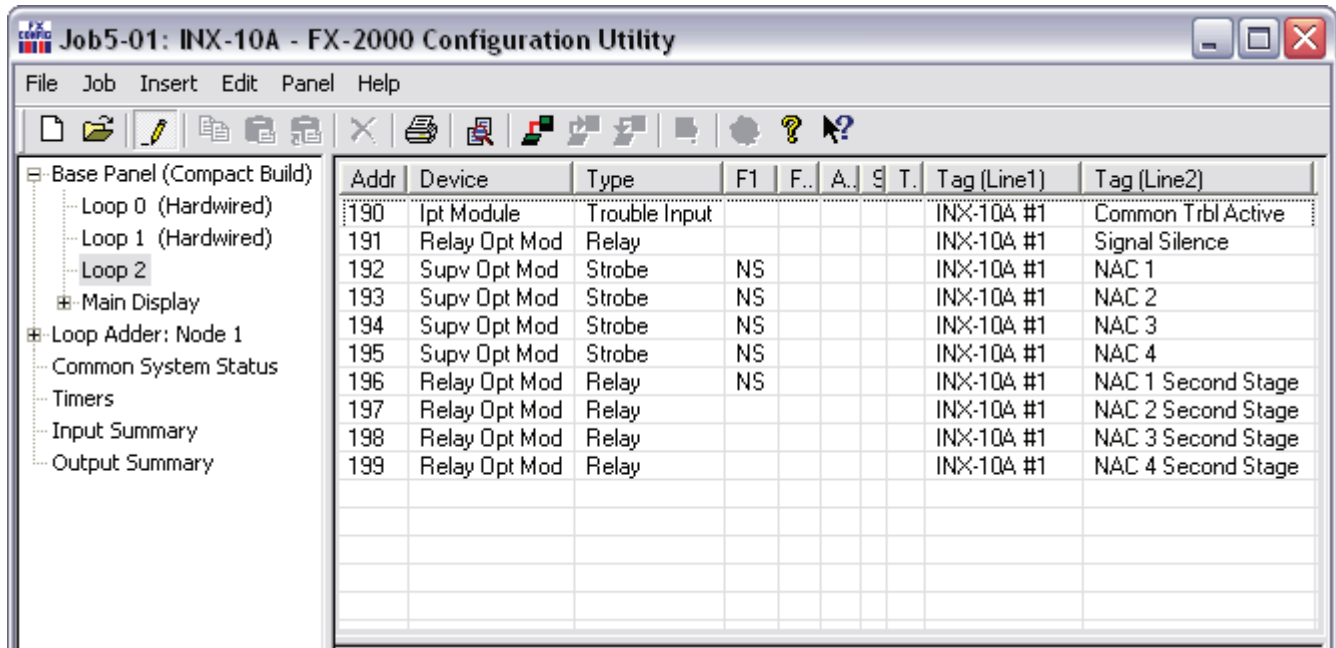 FX CONFIG Job5-01: INX-10A - FX-2000 Configuration Utility
File Job Insert Edit Panel Help
Base Panel (Compact Build)
Loop 0 (Hardwired)
Loop 1 (Hardwired)
Loop 2
Main Display
Loop Adder: Node 1
Common System Status
Timers
Input Summary
Output Summary
Addr Device Type F1 F.. A.. S T. Tag (Line1) Tag (Line2)
190 Ipt Module Trouble Input INX-10A #1 Common Trbl Active
191 Relay Opt Mod Relay INX-10A #1 Signal Silence
192 Supv Opt Mod Strobe NS INX-10A #1 NAC 1
193 Supv Opt Mod Strobe NS INX-10A #1 NAC 2
194 Supv Opt Mod Strobe NS INX-10A #1 NAC 3
195 Supv Opt Mod Strobe NS INX-10A #1 NAC 4
196 Relay Opt Mod Relay NS INX-10A #1 NAC 1 Second Stage
197 Relay Opt Mod Relay INX-10A #1 NAC 2 Second Stage
198 Relay Opt Mod Relay INX-10A #1 NAC 3 Second Stage
199 Relay Opt Mod Relay INX-10A #1 NAC 4 Second Stage